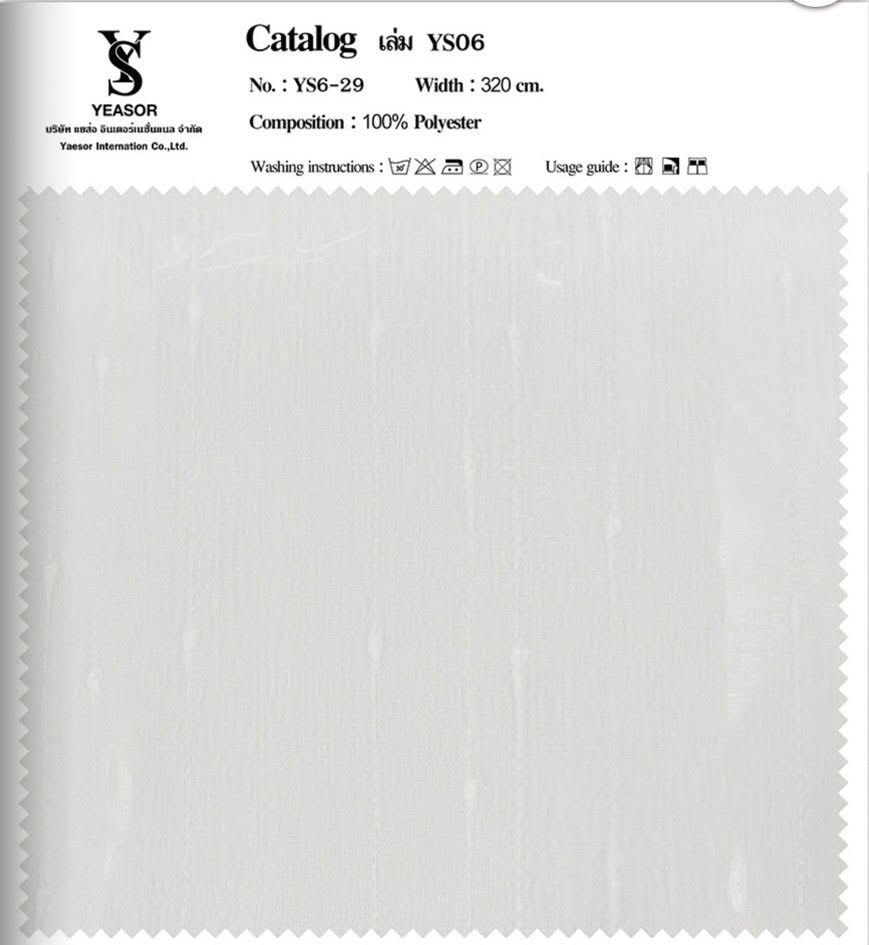 YS
YEASOR
บริษัท แยส่อ อินเตอร์เนชั่นแนล จำกัด
Yaesor Internation Co.,Ltd.
Catalog เล่ม YS06
No. : YS6-29 Width : 320 cm.
Composition : 100% Polyester
Washing instructions : 30° P Usage guide :